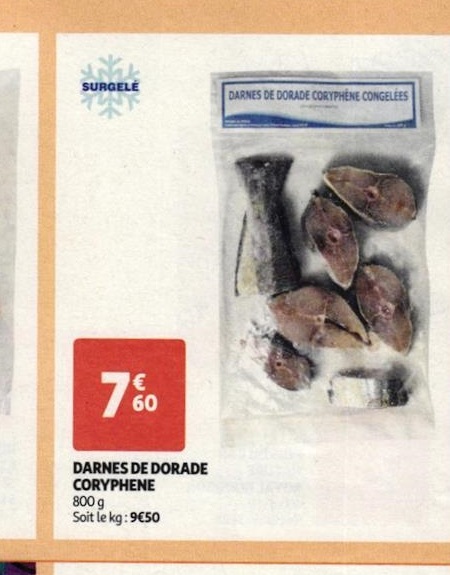 SURGELÉ
DARNES DE DORADE CORYPHÈNE CONGELÉES
7€60
DARNES DE DORADE
CORYPHENE
800 g
Soit le kg : 9€50